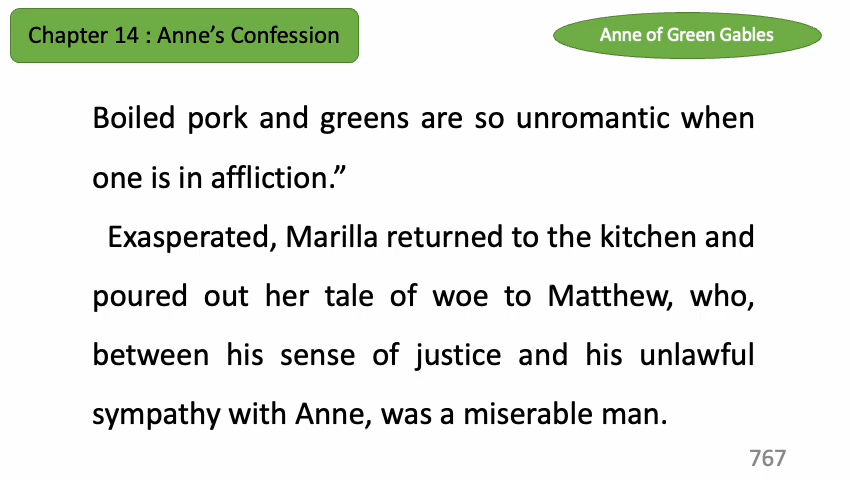 Chapter 14 : Anne’s Confession
Anne of Green Gables
Boiled pork and greens are so unromantic when
one is in affliction.”
Exasperated, Marilla returned to the kitchen and
poured out her tale of woe to Matthew, who,
between his sense of justice and his unlawful
sympathy with Anne, was a miserable man.
767